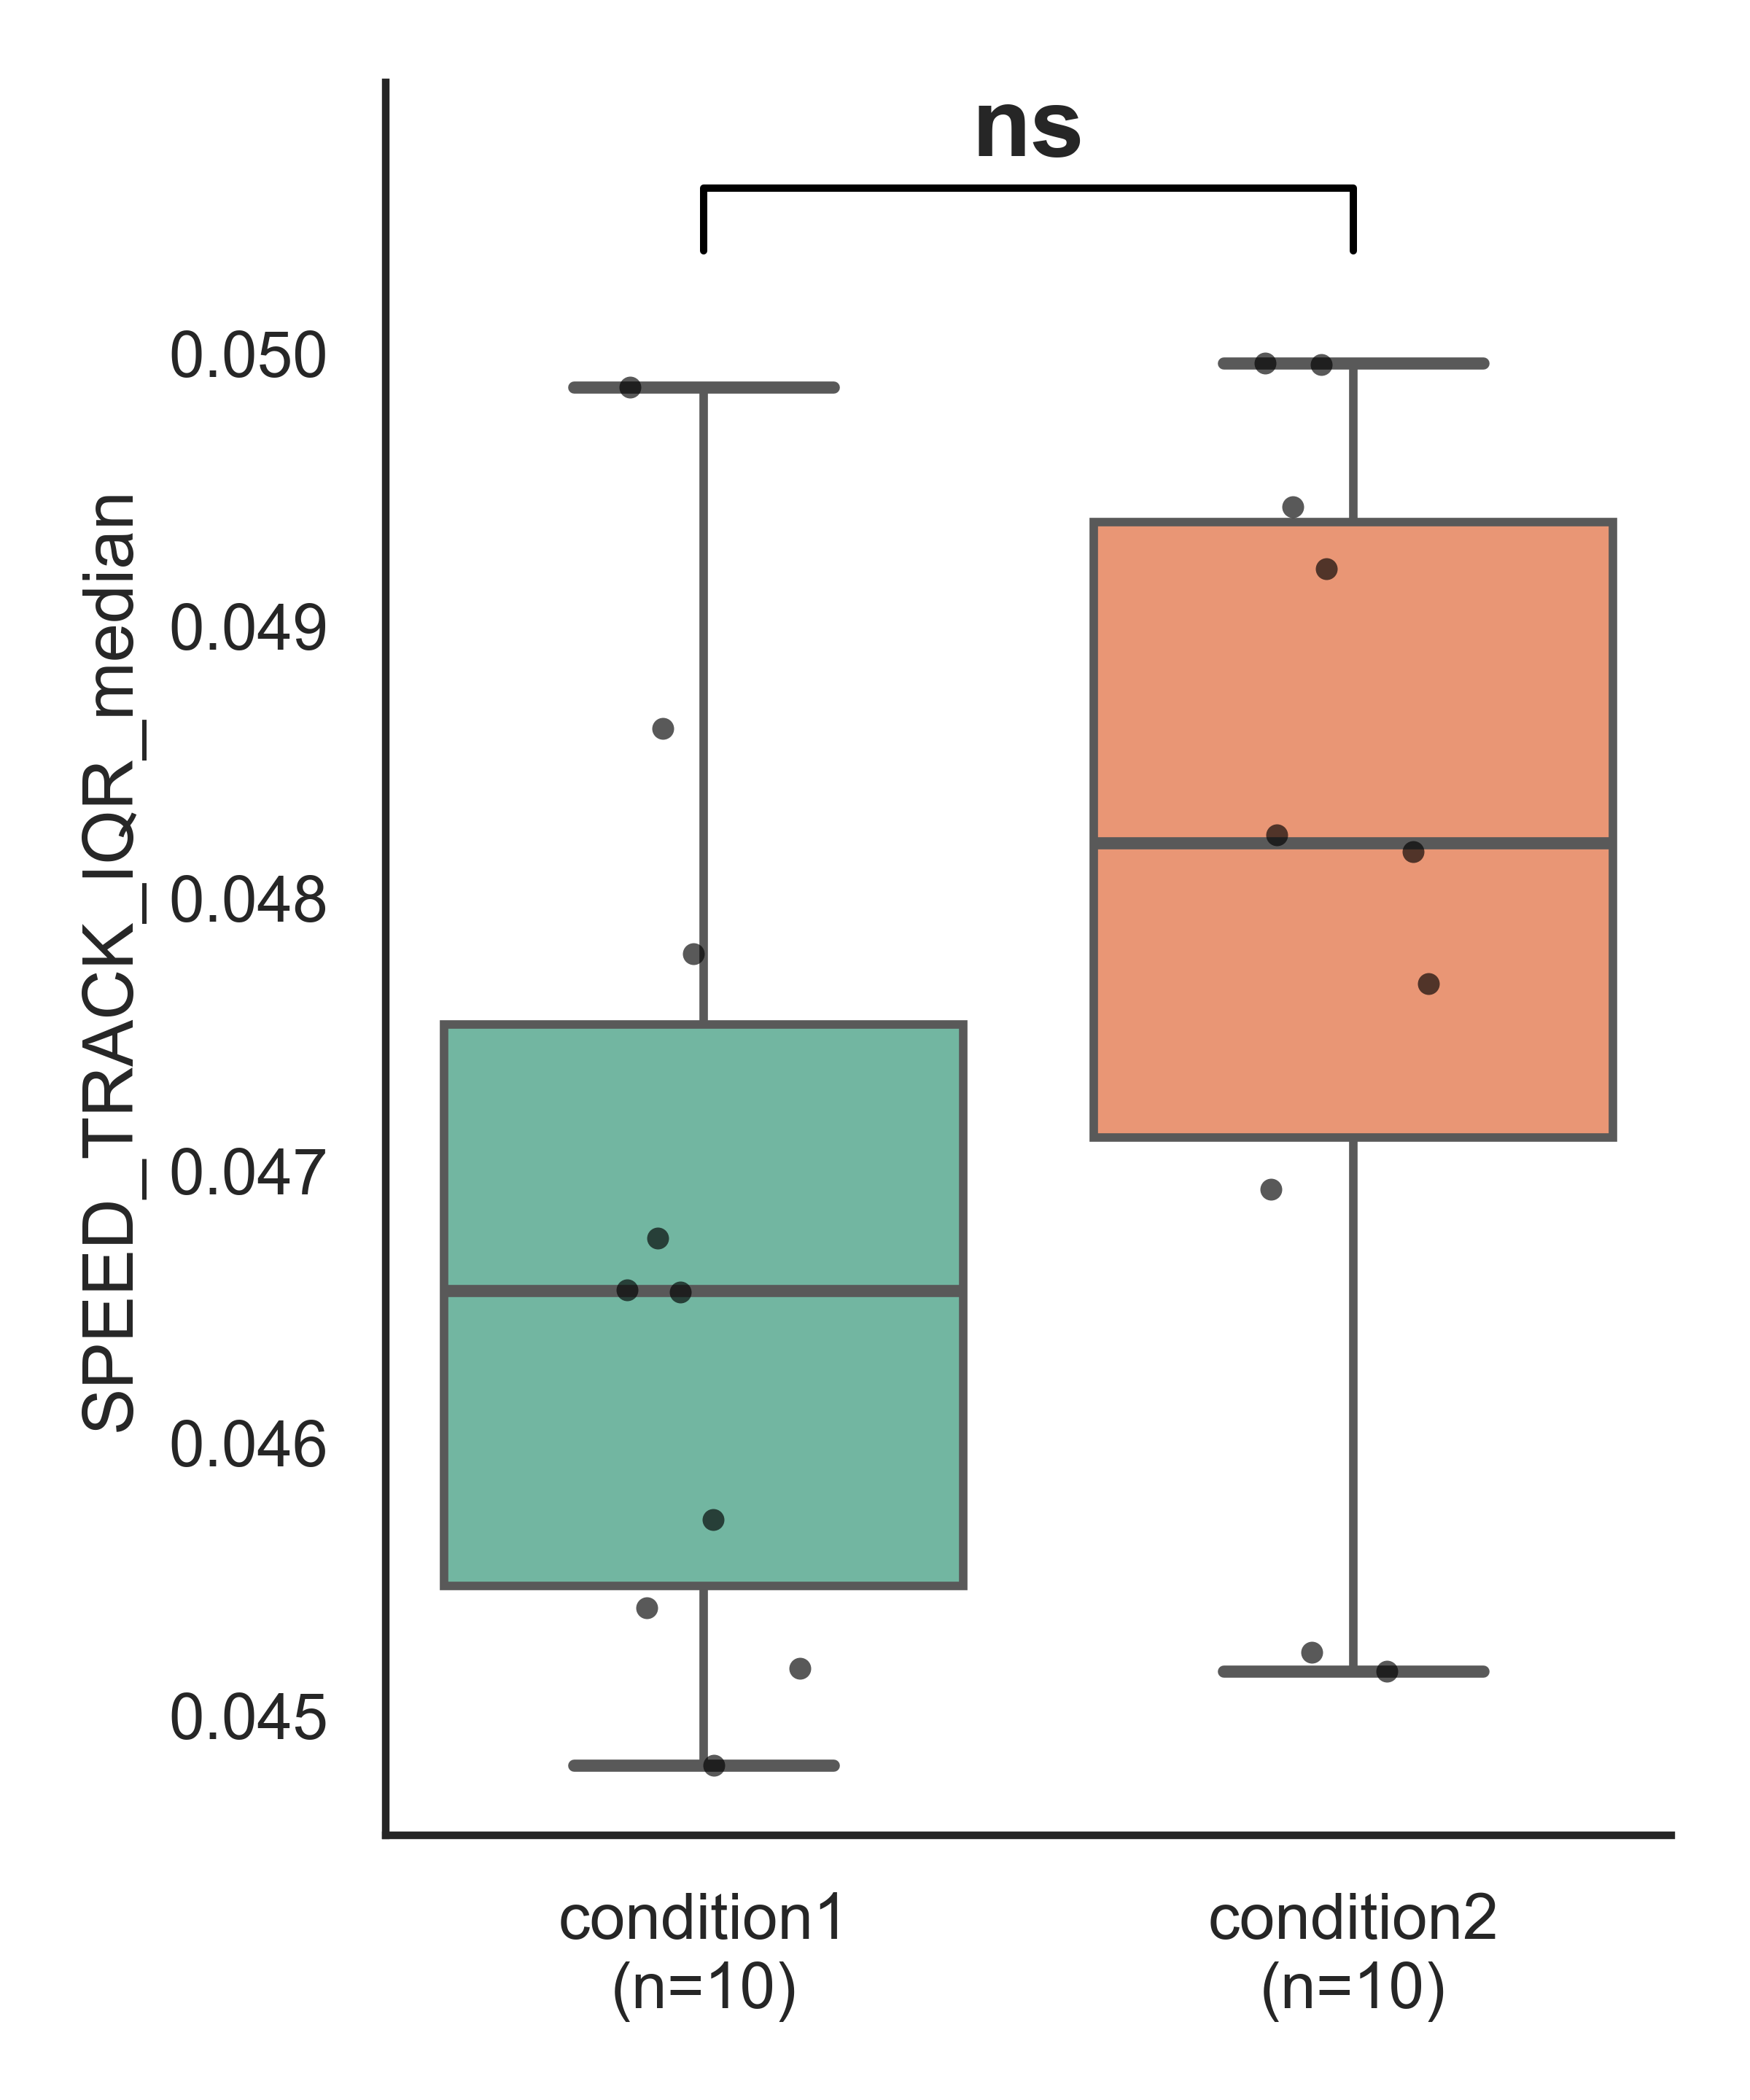 ns
SPEED_TRACK_IQR_median
0.050
0.049
0.048
0.047
0.046
0.045
condition1
(n=10)
condition2
(n=10)